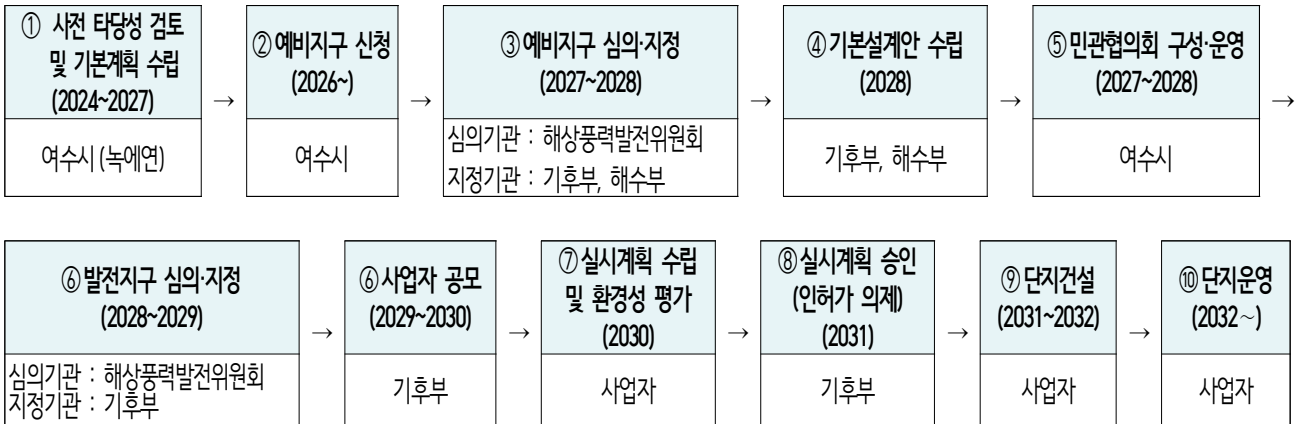 ① 사전 타당성 검토
및 기본계획 수립
(2024~2027)
여수시(녹에연)
→
② 예비지구 신청
(2026~)
여수시
→
③ 예비지구 심의·지정
(2027~2028)
심의기관 : 해상풍력발전위원회
지정기관 : 기후부, 해수부
→
④ 기본설계안 수립
(2028)
기후부, 해수부
→
⑤ 민관협의회 구성·운영
(2027~2028)
여수시
→
⑥ 발전지구 심의·지정
(2028~2029)
심의기관 : 해상풍력발전위원회
지정기관 : 기후부
→
⑥ 사업자 공모
(2029~2030)
기후부
→
⑦ 실시계획 수립
및 환경성 평가
(2030)
사업자
→
⑧ 실시계획 승인
(인허가 의제)
(2031)
기후부
→
⑨ 단지건설
(2031~2032)
사업자
→
⑩ 단지운영
(2032～)
사업자